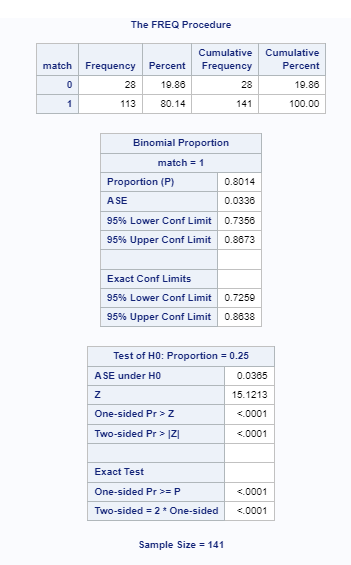 The FREQ Procedure
match Frequency Percent Cumulative Frequency Cumulative Percent
0 28 19.86 28 19.86
1 113 80.14 141 100.00
Binomial Proportion
match = 1
Proportion (P) 0.8014
ASE 0.0336
95% Lower Conf Limit 0.7356
95% Upper Conf Limit 0.8673
Exact Conf Limits
95% Lower Conf Limit 0.7259
95% Upper Conf Limit 0.8638
Test of H0: Proportion = 0.25
ASE under H0 0.0365
Z 15.1213
One-sided Pr > Z <.0001
Two-sided Pr > |Z| <.0001
Exact Test
One-sided Pr >= P <.0001
Two-sided = 2 * One-sided <.0001
Sample Size = 141